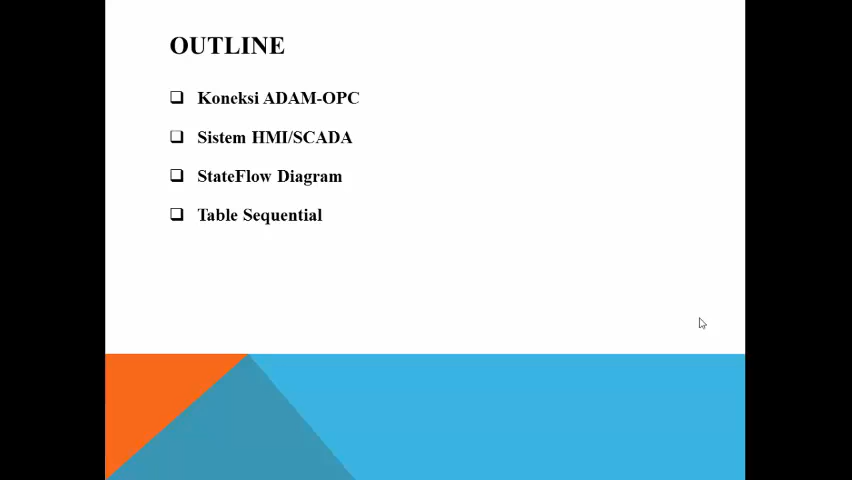 OUTLINE
Koneksi ADAM-OPC
Sistem HMI/SCADA
StateFlow Diagram
Table Sequential